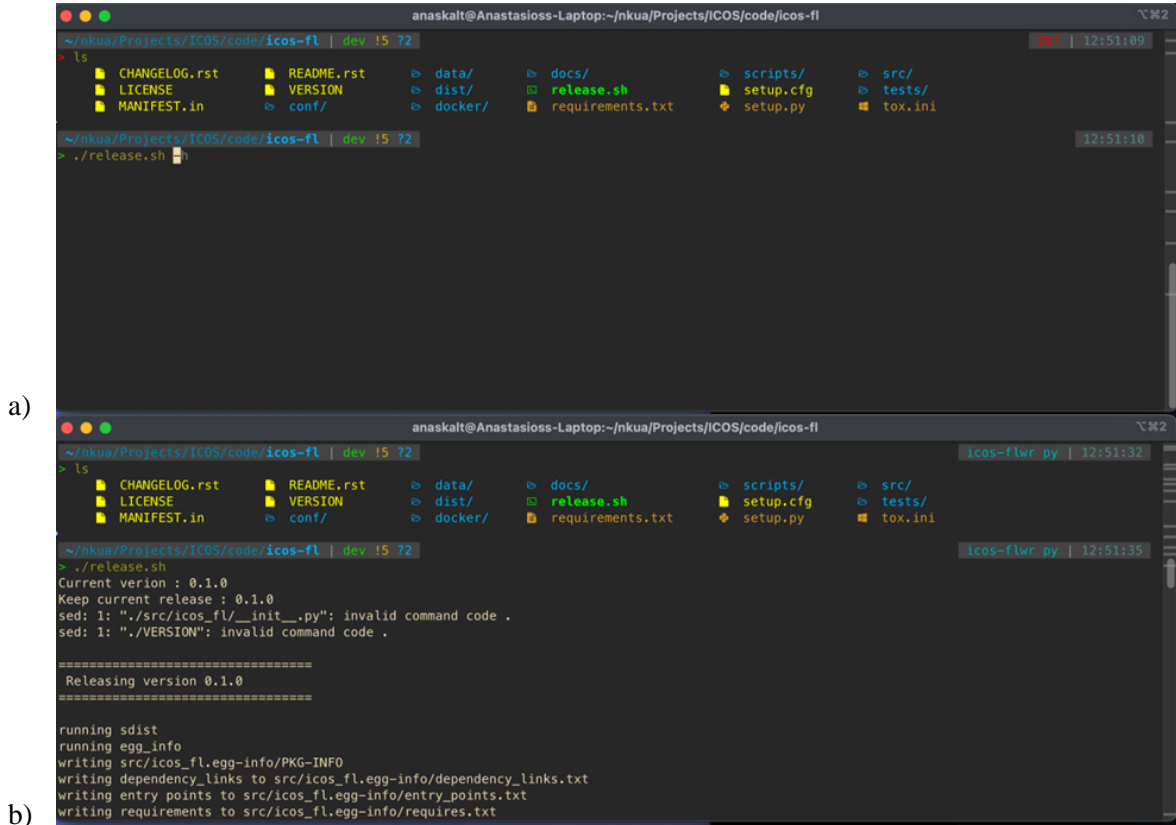 anaskalt@Anastasioss-Laptop:~/nkua/Projects/ICOS/code/icos-fl ⌥⌘2
~/nkua/Projects/ICOS/code/icos-fl | dev !5 ?2 INT | 12:51:09
> ls
CHANGELOG.rst README.rst data/ docs/ scripts/ src/
LICENSE VERSION dist/ release.sh setup.cfg tests/
MANIFEST.in conf/ docker/ requirements.txt setup.py tox.ini
~/nkua/Projects/ICOS/code/icos-fl | dev !5 ?2 12:51:10
> ./release.sh -h
a)
anaskalt@Anastasioss-Laptop:~/nkua/Projects/ICOS/code/icos-fl ⌥⌘2
~/nkua/Projects/ICOS/code/icos-fl | dev !5 ?2 icos-flwr py | 12:51:32
> ls
CHANGELOG.rst README.rst data/ docs/ scripts/ src/
LICENSE VERSION dist/ release.sh setup.cfg tests/
MANIFEST.in conf/ docker/ requirements.txt setup.py tox.ini
~/nkua/Projects/ICOS/code/icos-fl | dev !5 ?2 icos-flwr py | 12:51:35
> ./release.sh
Current verion : 0.1.0
Keep current release : 0.1.0
sed: 1: "./src/icos_fl/__init__.py": invalid command code .
sed: 1: "./VERSION": invalid command code .
=================================
Releasing version 0.1.0
=================================
running sdist
running egg_info
writing src/icos_fl.egg-info/PKG-INFO
writing dependency_links to src/icos_fl.egg-info/dependency_links.txt
writing entry points to src/icos_fl.egg-info/entry_points.txt
writing requirements to src/icos_fl.egg-info/requires.txt
b)